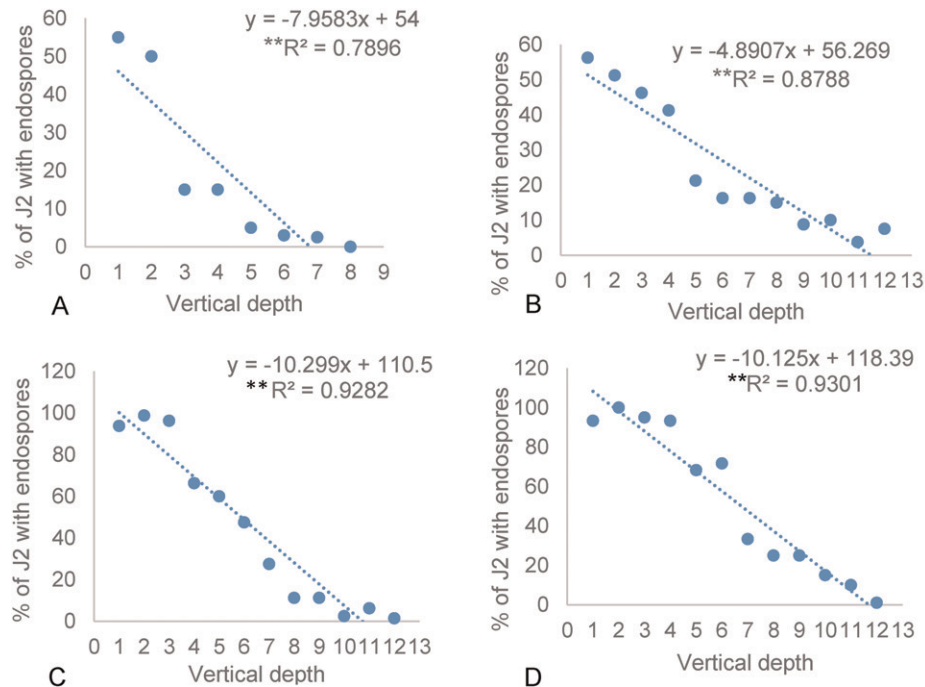 y = -7.9583x + 54
**R² = 0.7896
% of J2 with endospores
60
50
40
30
20
10
0
0 1 2 3 4 5 6 7 8 9
Vertical depth
A
y = -4.8907x + 56.269
**R² = 0.8788
% of J2 with endospores
60
50
40
30
20
10
0
0 1 2 3 4 5 6 7 8 9 10 11 12 13
Vertical depth
B
y = -10.299x + 110.5
**R² = 0.9282
% of J2 with endospores
120
100
80
60
40
20
0
0 1 2 3 4 5 6 7 8 9 10 11 12 13
Vertical depth
C
y = -10.125x + 118.39
**R² = 0.9301
% of J2 with endospores
120
100
80
60
40
20
0
0 1 2 3 4 5 6 7 8 9 10 11 12 13
Vertical depth
D